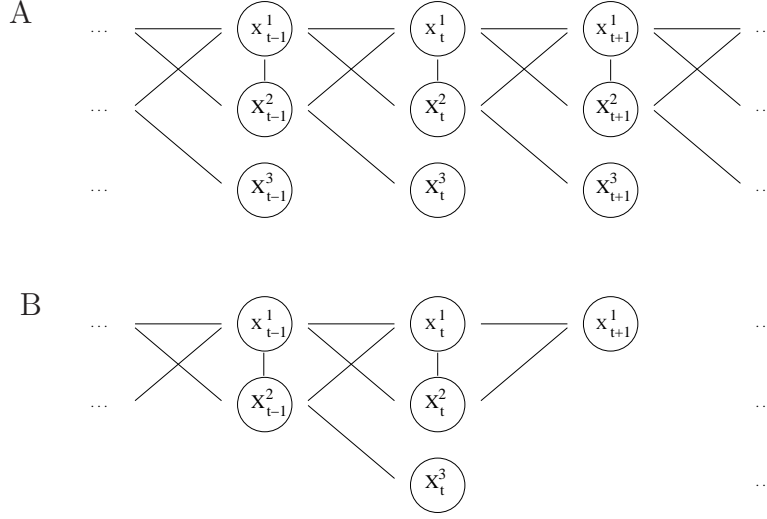 A
... X¹ₜ₋₁ X¹ₜ X¹ₜ₊₁ ..
... X²ₜ₋₁ X²ₜ X²ₜ₊₁ ..
... X³ₜ₋₁ X³ₜ X³ₜ₊₁ ..
B
... X¹ₜ₋₁ X¹ₜ X¹ₜ₊₁ ..
... X²ₜ₋₁ X²ₜ ..
X³ₜ ..